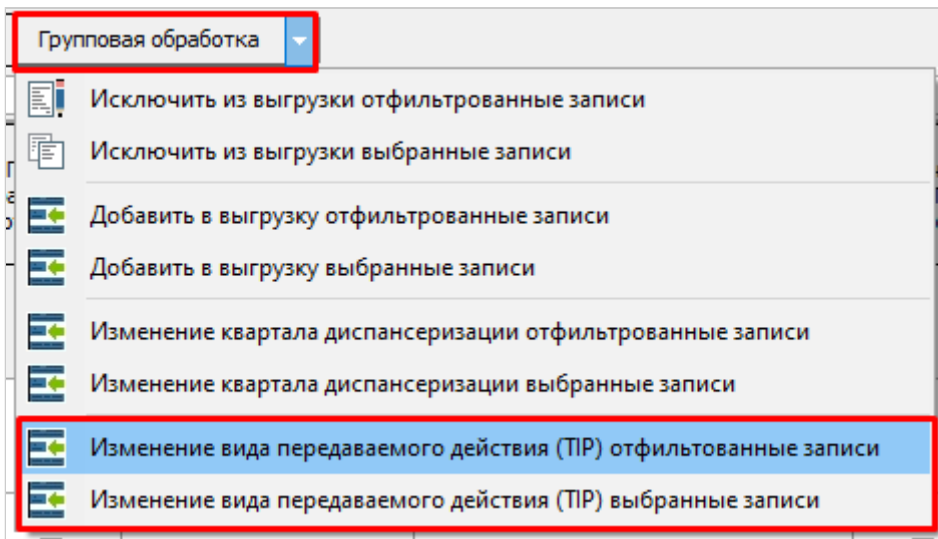 Групповая обработка
Исключить из выгрузки отфильтрованные записи
Исключить из выгрузки выбранные записи
Добавить в выгрузку отфильтрованные записи
Добавить в выгрузку выбранные записи
Изменение квартала диспансеризации отфильтрованные записи
Изменение квартала диспансеризации выбранные записи
Изменение вида передаваемого действия (TIP) отфильтованные записи
Изменение вида передаваемого действия (TIP) выбранные записи